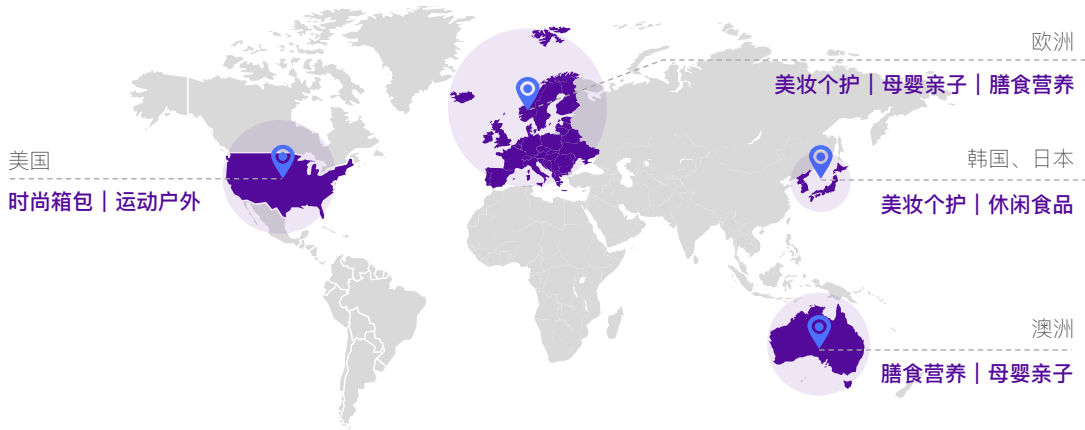 欧洲
美妆个护｜母婴亲子｜膳食营养
美国
时尚箱包｜运动户外
韩国、日本
美妆个护｜休闲食品
澳洲
膳食营养｜母婴亲子